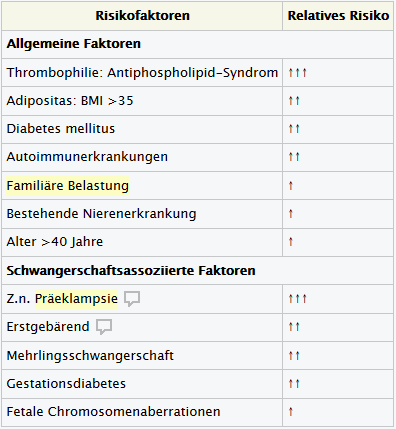 Risikofaktoren Relatives Risiko
Allgemeine Faktoren
Thrombophilie: Antiphospholipid-Syndrom ↑↑↑
Adipositas: BMI >35 ↑↑
Diabetes mellitus ↑↑
Autoimmunerkrankungen ↑↑
Familiäre Belastung ↑
Bestehende Nierenerkrankung ↑
Alter >40 Jahre ↑
Schwangerschaftsassoziierte Faktoren
Z.n. Präeklampsie ↑↑↑
Erstgebärend ↑↑
Mehrlingsschwangerschaft ↑↑
Gestationsdiabetes ↑↑
Fetale Chromosomenaberrationen ↑